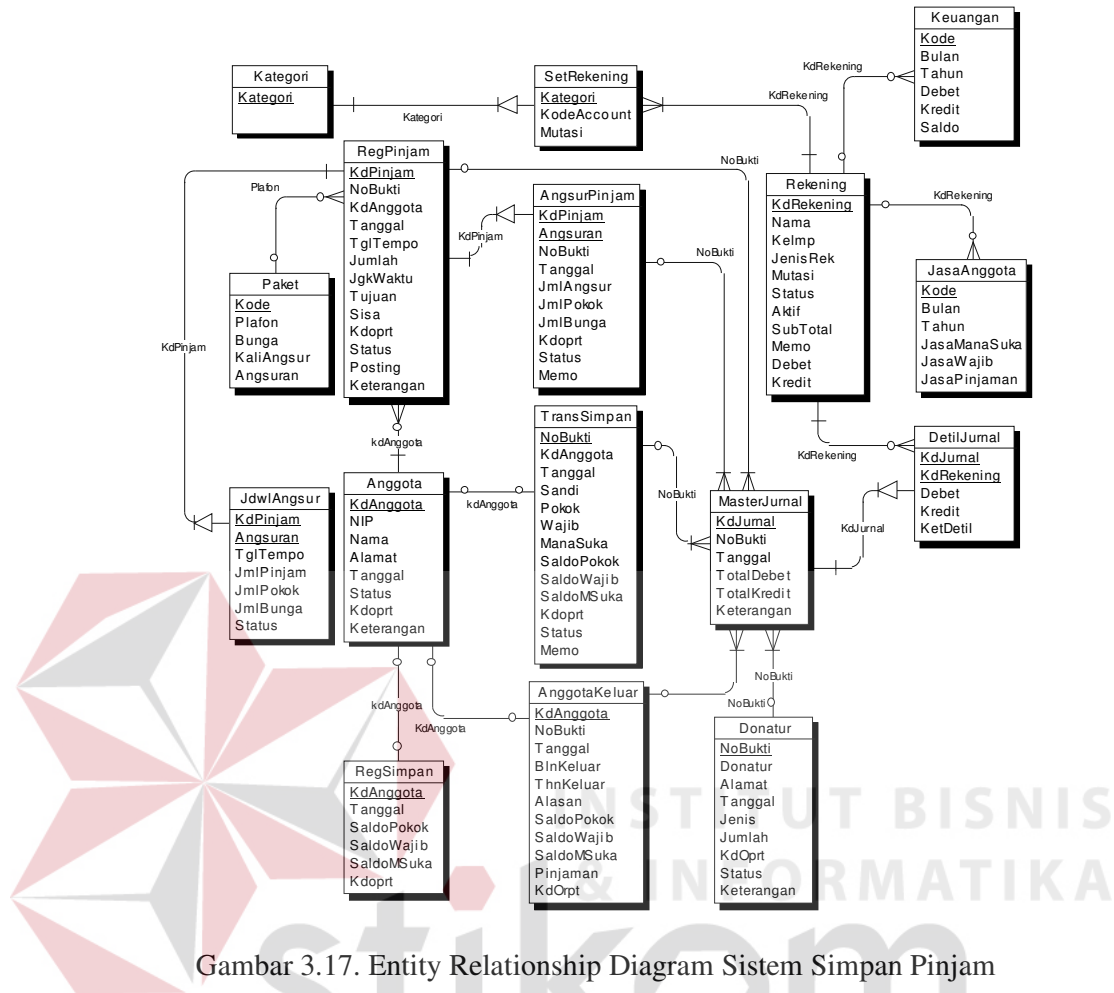 Keuangan
Kode
Bulan
Tahun
Debet
Kredit
Saldo
KdRekening
Kategori
Kategori
Kategori
SetRekening
Kategori
KodeAccount
Mutasi
KdRekening
RegPinjam
KdPinjam
NoBukti
KdAnggota
Tanggal
TglTempo
Jumlah
JgkWaktu
Tujuan
Sisa
Kdoprt
Status
Posting
Keterangan
NoBukti
Plafon
KdPinjam
AngsurPinjam
KdPinjam
Angsuran
NoBukti
Tanggal
JmlAngsur
JmlPokok
JmlBunga
Kdoprt
Status
Memo
NoBukti
Rekening
KdRekening
Nama
Kelmp
JenisRek
Mutasi
Status
Aktif
SubTotal
Memo
Debet
Kredit
KdRekening
JasaAnggota
Kode
Bulan
Tahun
JasaManaSuka
JasaWajib
JasaPinjaman
Paket
Kode
Plafon
Bunga
KaliAngsur
Angsuran
KdPinjam
kdAnggota
TransSimpan
NoBukti
KdAnggota
Tanggal
Sandi
Pokok
Wajib
ManaSuka
SaldoPokok
SaldoWajib
SaldoMSuka
Kdoprt
Status
Memo
KdRekening
DetilJurnal
KdJurnal
KdRekening
Debet
Kredit
KetDetil
JdwlAngsur
KdPinjam
Angsuran
TglTempo
JmlPinjam
JmlPokok
JmlBunga
Status
Anggota
KdAnggota
NIP
Nama
Alamat
Tanggal
Status
Kdoprt
Keterangan
kdAnggota
NoBukti
MasterJurnal
KdJurnal
NoBukti
Tanggal
TotalDebet
TotalKredit
Keterangan
KdJurnal
kdAnggota
KdAnggota
AnggotaKeluar
KdAnggota
NoBukti
Tanggal
BlnKeluar
ThnKeluar
Alasan
SaldoPokok
SaldoWajib
SaldoMSuka
Pinjaman
KdOrpt
NoBukti
NoBukti
Donatur
NoBukti
Donatur
Alamat
Tanggal
Jenis
Jumlah
KdOprt
Status
Keterangan
RegSimpan
KdAnggota
Tanggal
SaldoPokok
SaldoWajib
SaldoMSuka
Kdoprt
INSTITUT BISNIS
& INFORMATIKA
stikom
Gambar 3.17. Entity Relationship Diagram Sistem Simpan Pinjam